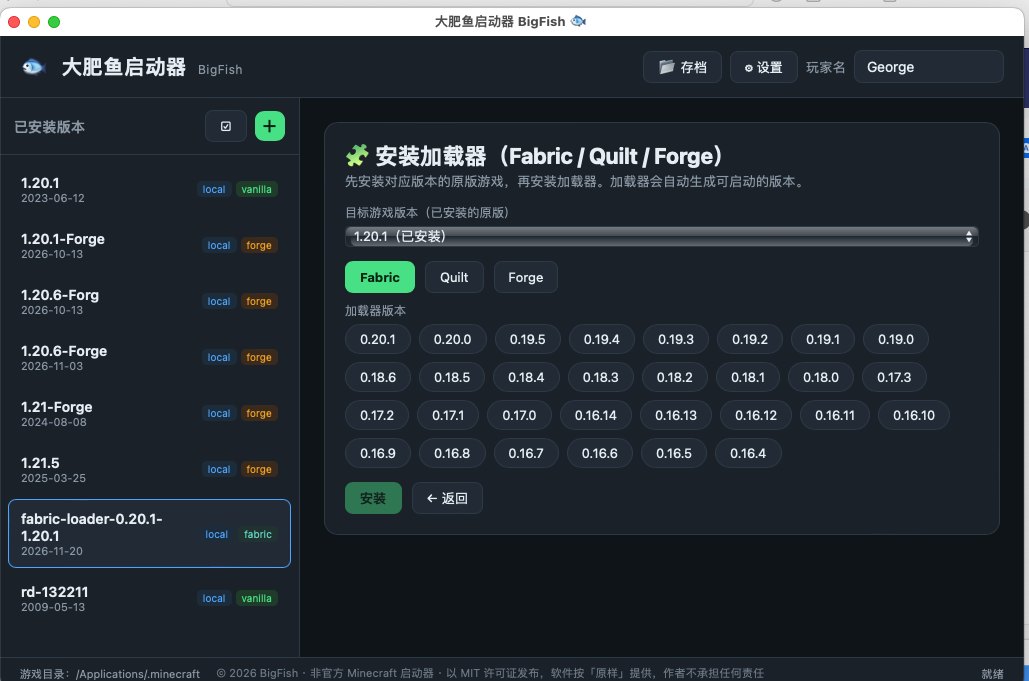 大肥鱼启动器 BigFish 🐟
大肥鱼启动器 BigFish
存档
设置
玩家名
George
已安装版本
+
1.20.1
2023-06-12
local vanilla
1.20.1-Forge
2026-10-13
local forge
1.20.6-Forg
2026-10-13
local forge
1.20.6-Forge
2026-11-03
local forge
1.21-Forge
2024-08-08
local forge
1.21.5
2025-03-25
local forge
fabric-loader-0.20.1-
1.20.1
2026-11-20
local fabric
rd-132211
2009-05-13
local vanilla
🧩 安装加载器（Fabric / Quilt / Forge）
先安装对应版本的原版游戏，再安装加载器。加载器会自动生成可启动的版本。
目标游戏版本（已安装的原版）
1.20.1（已安装）
Fabric Quilt Forge
加载器版本
0.20.1 0.20.0 0.19.5 0.19.4 0.19.3 0.19.2 0.19.1 0.19.0
0.18.6 0.18.5 0.18.4 0.18.3 0.18.2 0.18.1 0.18.0 0.17.3
0.17.2 0.17.1 0.17.0 0.16.14 0.16.13 0.16.12 0.16.11 0.16.10
0.16.9 0.16.8 0.16.7 0.16.6 0.16.5 0.16.4
安装 ← 返回
游戏目录：/Applications/.minecraft © 2026 BigFish · 非官方 Minecraft 启动器 · 以 MIT 许可证发布，软件按「原样」提供，作者不承担任何责任 就绪